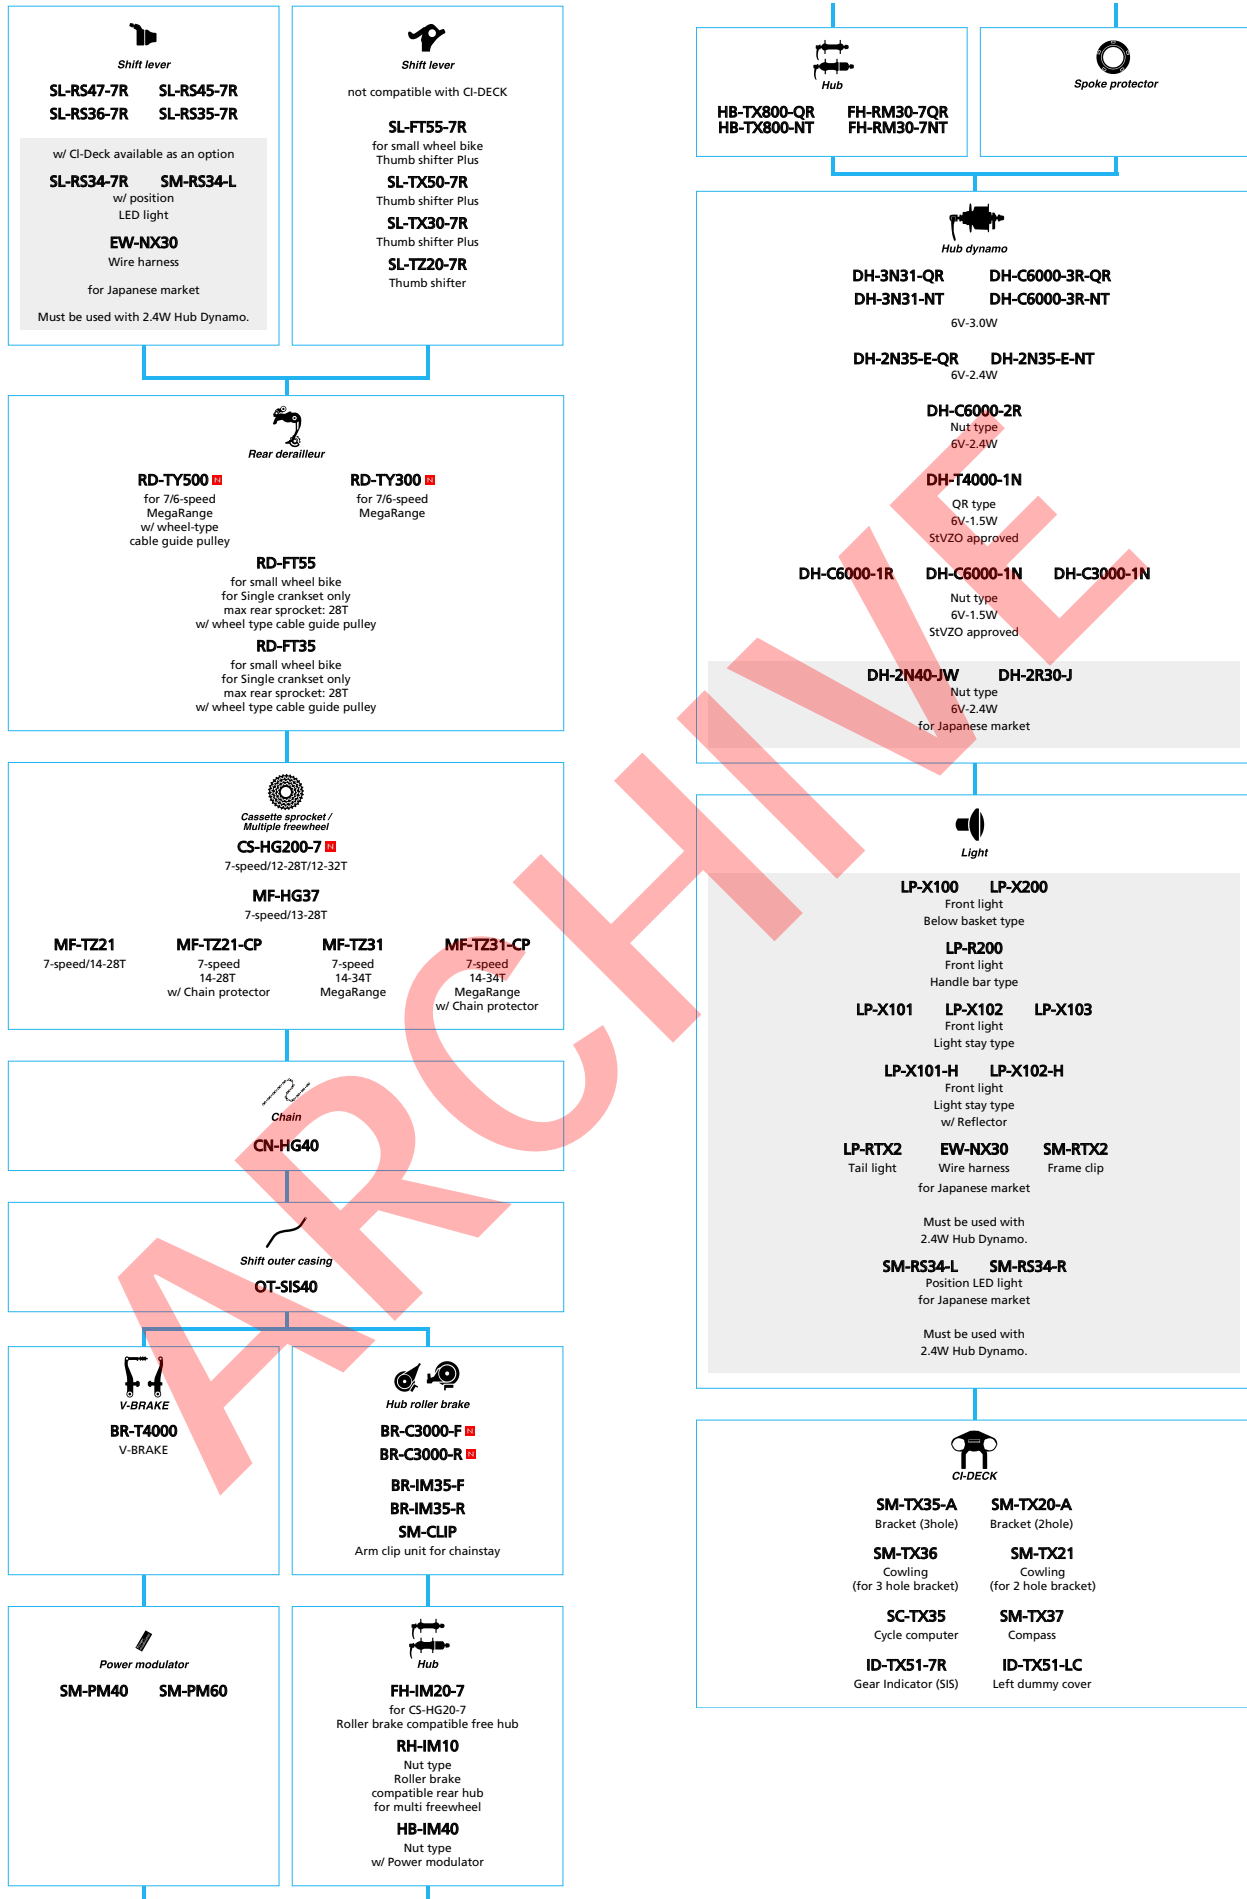 Shift lever
SL-RS47-7R SL-RS45-7R
SL-RS36-7R SL-RS35-7R
w/ CI-Deck available as an option
SL-RS34-7R SM-RS34-L
w/ position
LED light
EW-NX30
Wire harness
for Japanese market
Must be used with 2.4W Hub Dynamo.
Shift lever
not compatible with CI-DECK
SL-FT55-7R
for small wheel bike
Thumb shifter Plus
SL-TX50-7R
Thumb shifter Plus
SL-TX30-7R
Thumb shifter Plus
SL-TZ20-7R
Thumb shifter
Rear derailleur
RD-TY500 N
for 7/6-speed
MegaRange
w/ wheel-type
cable guide pulley
RD-TY300 N
for 7/6-speed
MegaRange
RD-FT55
for small wheel bike
for Single crankset only
max rear sprocket: 28T
w/ wheel type cable guide pulley
RD-FT35
for small wheel bike
for Single crankset only
max rear sprocket: 28T
w/ wheel type cable guide pulley
Cassette sprocket /
Multiple freewheel
CS-HG200-7 N
7-speed/12-28T/12-32T
MF-HG37
7-speed/13-28T
MF-TZ21
7-speed/14-28T
MF-TZ21-CP
7-speed
14-28T
w/ Chain protector
MF-TZ31
7-speed
14-34T
MegaRange
MF-TZ31-CP
7-speed
14-34T
MegaRange
w/ Chain protector
Chain
CN-HG40
Shift outer casing
OT-SIS40
V-BRAKE
BR-T4000
V-BRAKE
Hub roller brake
BR-C3000-F N
BR-C3000-R N
BR-IM35-F
BR-IM35-R
SM-CLIP
Arm clip unit for chainstay
Power modulator
SM-PM40 SM-PM60
Hub
FH-IM20-7
for CS-HG20-7
Roller brake compatible free hub
RH-IM10
Nut type
Roller brake
compatible rear hub
for multi freewheel
HB-IM40
Nut type
w/ Power modulator
Hub
HB-TX800-QR FH-RM30-7QR
HB-TX800-NT FH-RM30-7NT
Spoke protector
Hub dynamo
DH-3N31-QR DH-C6000-3R-QR
DH-3N31-NT DH-C6000-3R-NT
6V-3.0W
DH-2N35-E-QR DH-2N35-E-NT
6V-2.4W
DH-C6000-2R
Nut type
6V-2.4W
DH-T4000-1N
QR type
6V-1.5W
StVZO approved
DH-C6000-1R DH-C6000-1N DH-C3000-1N
Nut type
6V-1.5W
StVZO approved
DH-2N40-JW DH-2R30-J
Nut type
6V-2.4W
for Japanese market
Light
LP-X100 LP-X200
Front light
Below basket type
LP-R200
Front light
Handle bar type
LP-X101 LP-X102 LP-X103
Front light
Light stay type
LP-X101-H LP-X102-H
Front light
Light stay type
w/ Reflector
LP-RTX2 EW-NX30 SM-RTX2
Tail light Wire harness Frame clip
for Japanese market
Must be used with
2.4W Hub Dynamo.
SM-RS34-L SM-RS34-R
Position LED light
for Japanese market
Must be used with
2.4W Hub Dynamo.
CI-DECK
SM-TX35-A SM-TX20-A
Bracket (3hole) Bracket (2hole)
SM-TX36 SM-TX21
Cowling Cowling
(for 3 hole bracket) (for 2 hole bracket)
SC-TX35 SM-TX37
Cycle computer Compass
ID-TX51-7R ID-TX51-LC
Gear Indicator (SIS) Left dummy cover
ARCHIVE